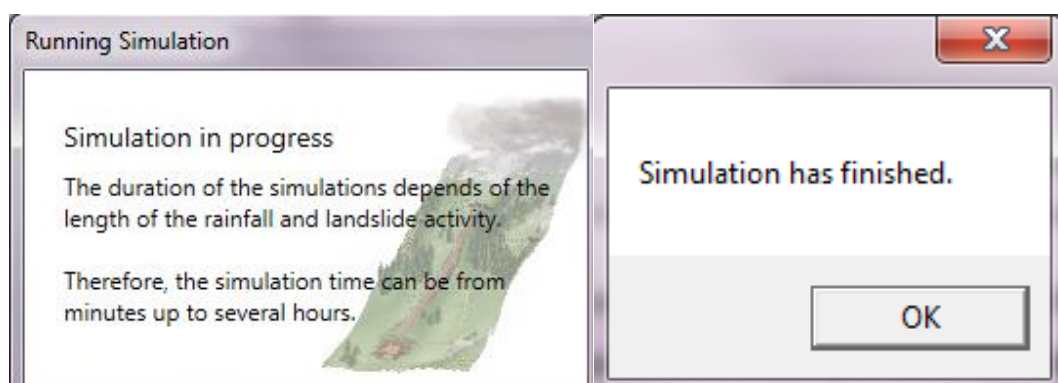 Running Simulation
Simulation in progress
The duration of the simulations depends of the
length of the rainfall and landslide activity.
Therefore, the simulation time can be from
minutes up to several hours.
Simulation has finished.
OK